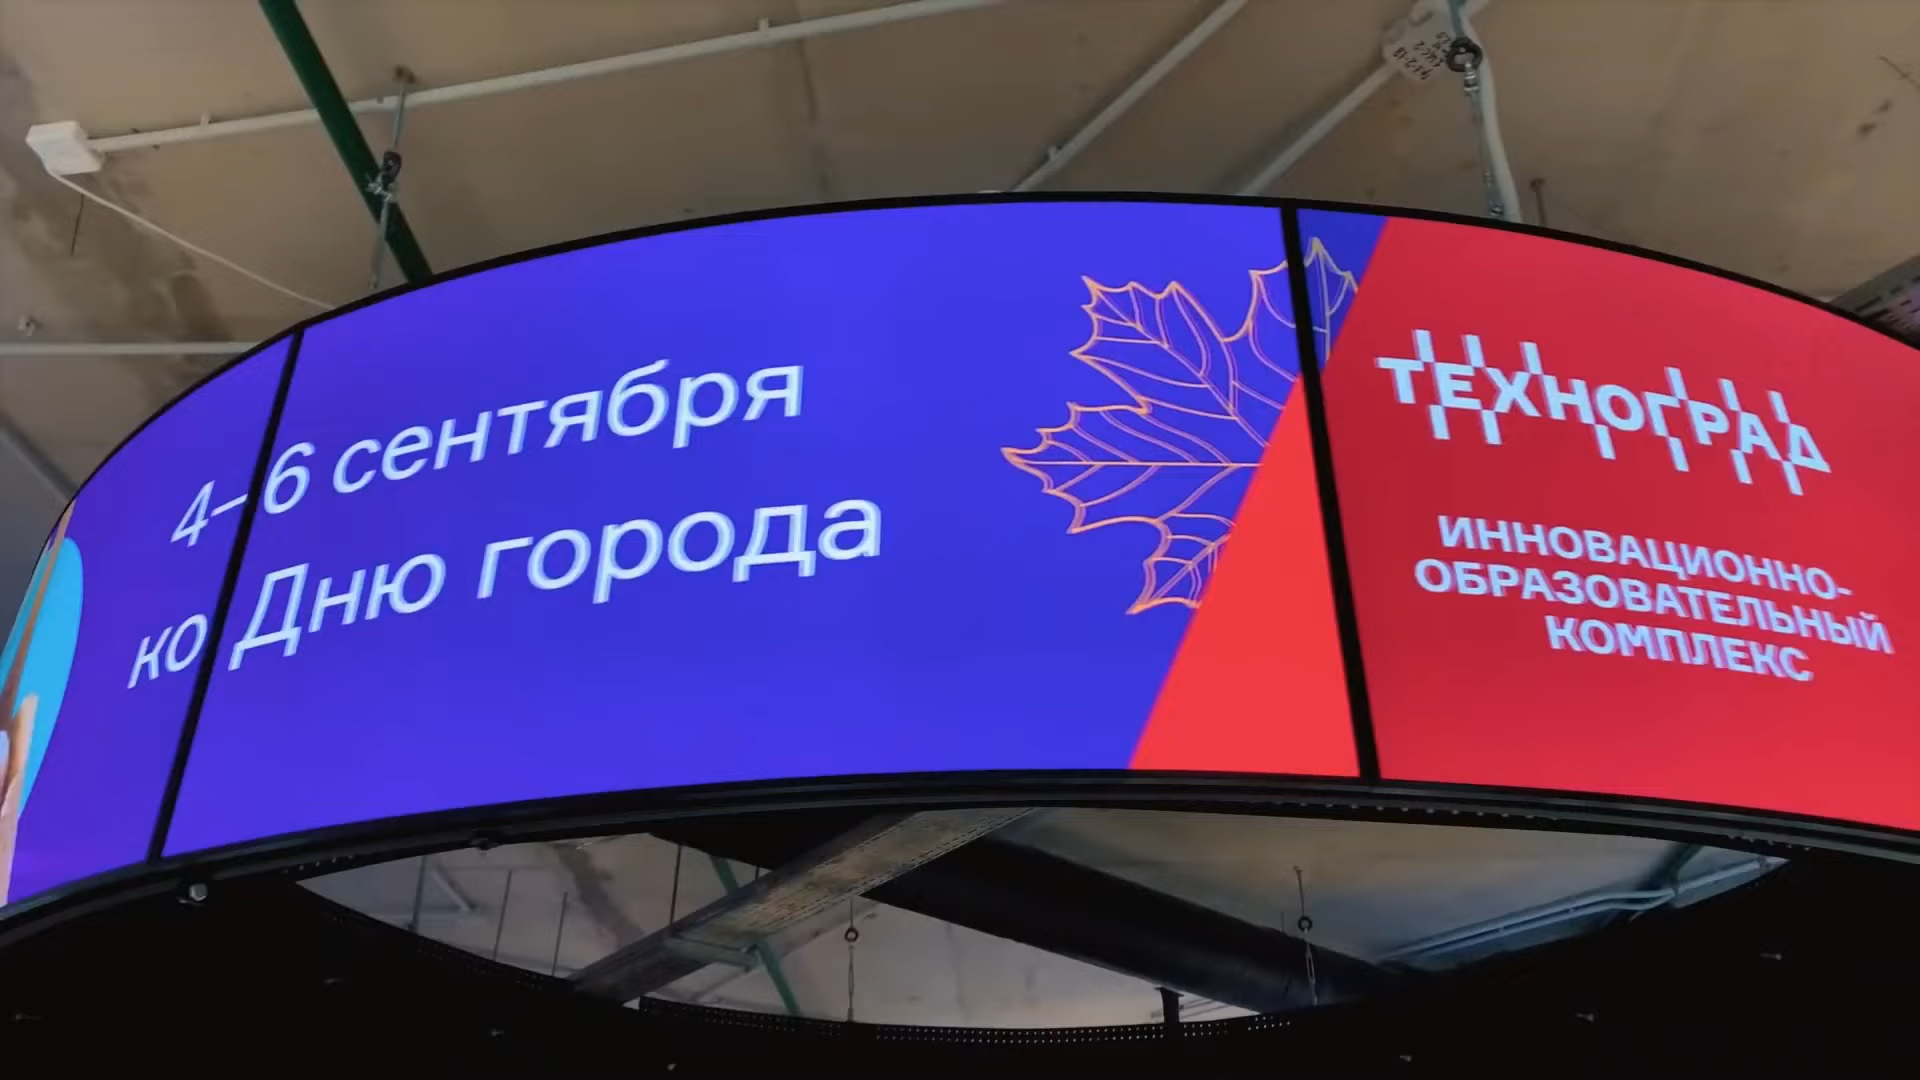 4–6 сентября
ко Дню города
ТЕХНОГРАД
ИННОВАЦИОННО-
ОБРАЗОВАТЕЛЬНЫЙ
КОМПЛЕКС